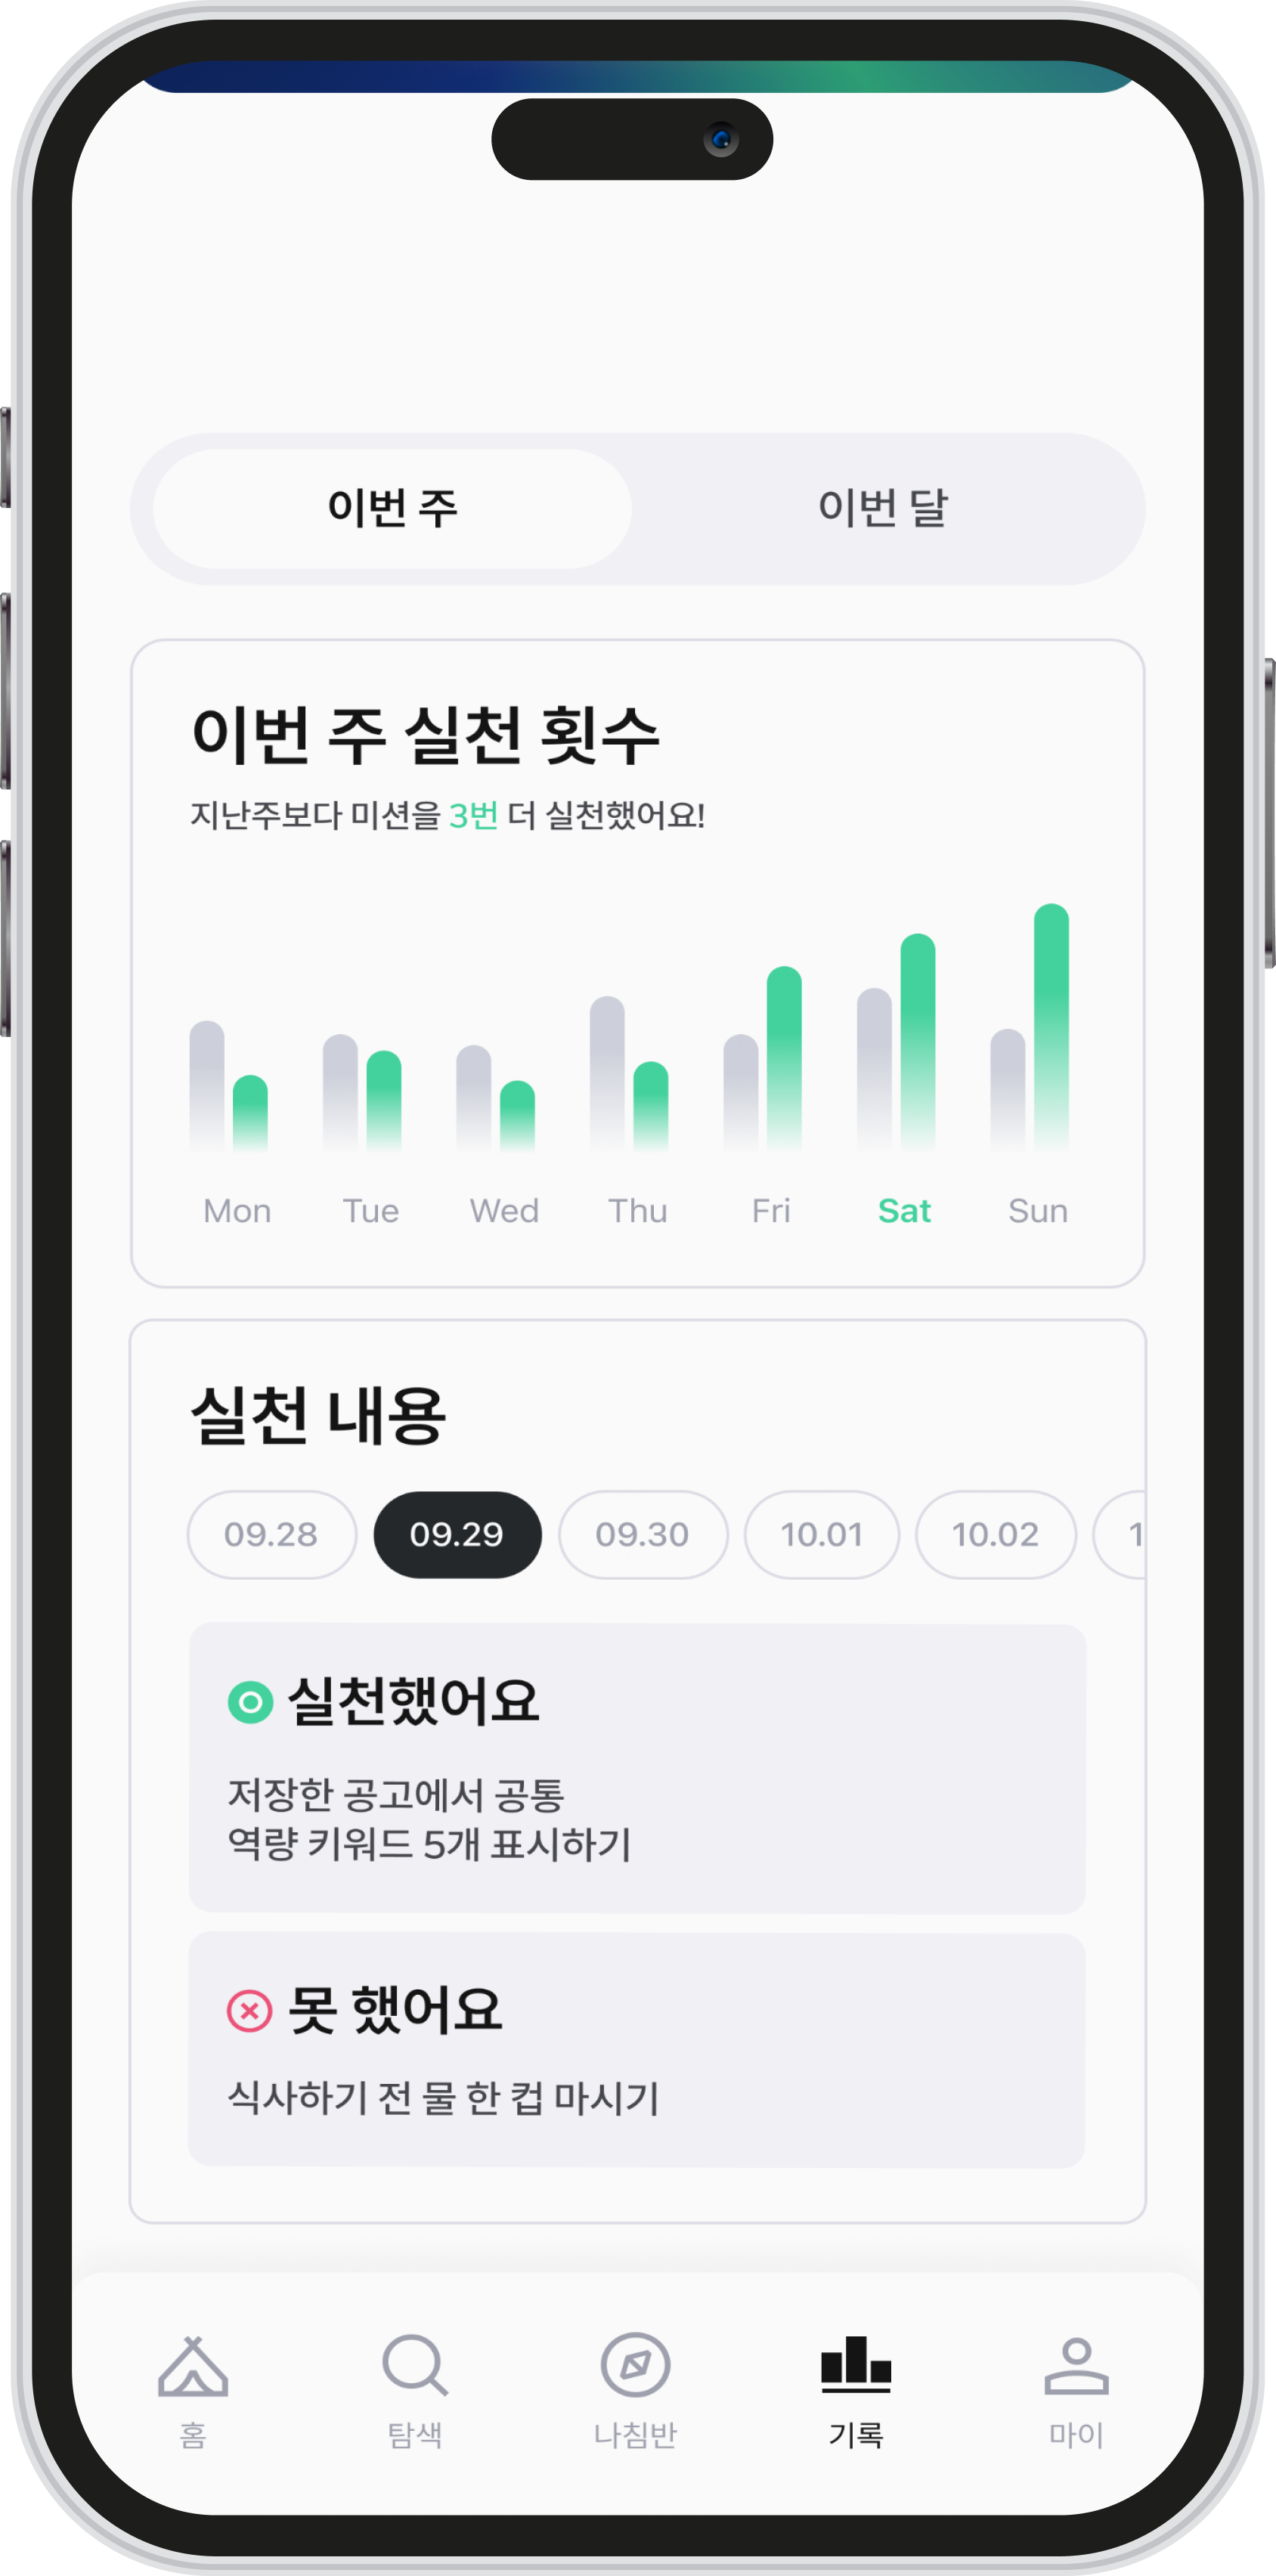 이번 주
이번 달
이번 주 실천 횟수
지난주보다 미션을 3번 더 실천했어요!
Mon Tue Wed Thu Fri Sat Sun
실천 내용
09.28 09.29 09.30 10.01 10.02 1
실천했어요
저장한 공고에서 공통
역량 키워드 5개 표시하기
못 했어요
식사하기 전 물 한 컵 마시기
홈 탐색 나침반 기록 마이